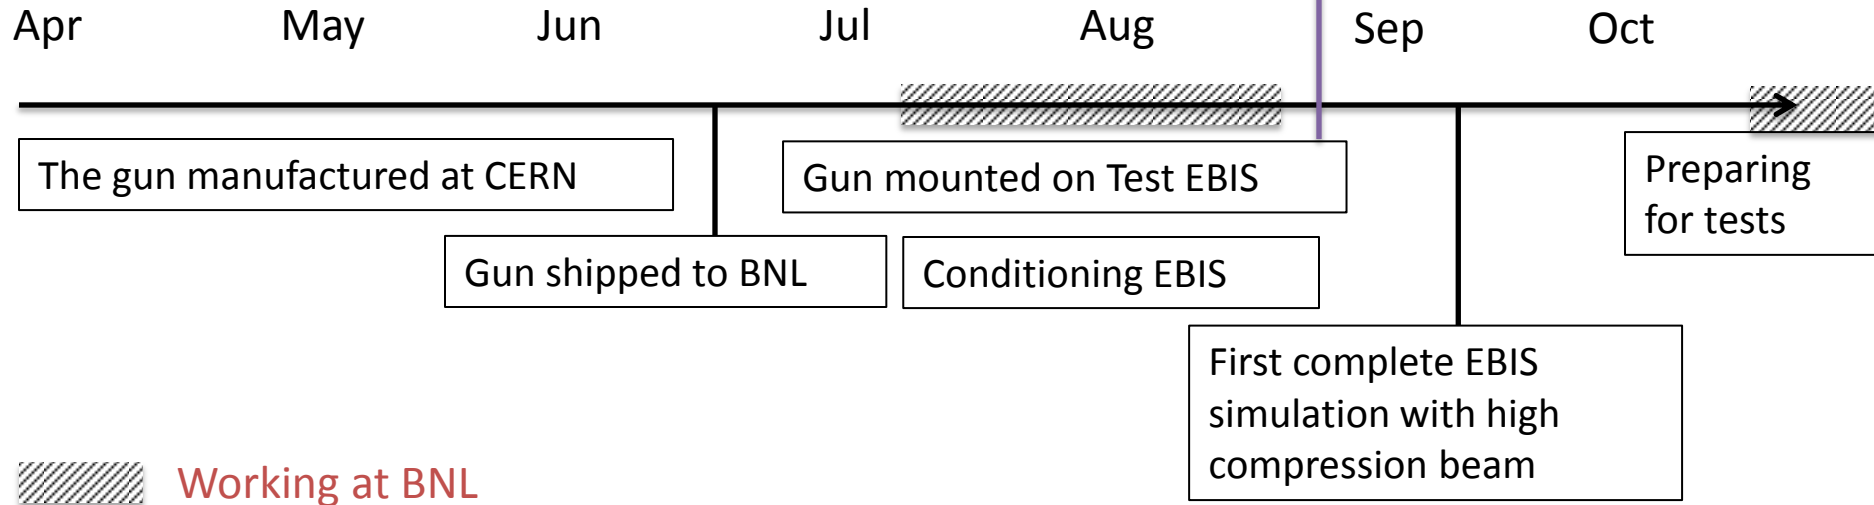 Apr May Jun Jul Aug Sep Oct
The gun manufactured at CERN
Gun mounted on Test EBIS
Preparing
for tests
Gun shipped to BNL
Conditioning EBIS
First complete EBIS
simulation with high
compression beam
Working at BNL